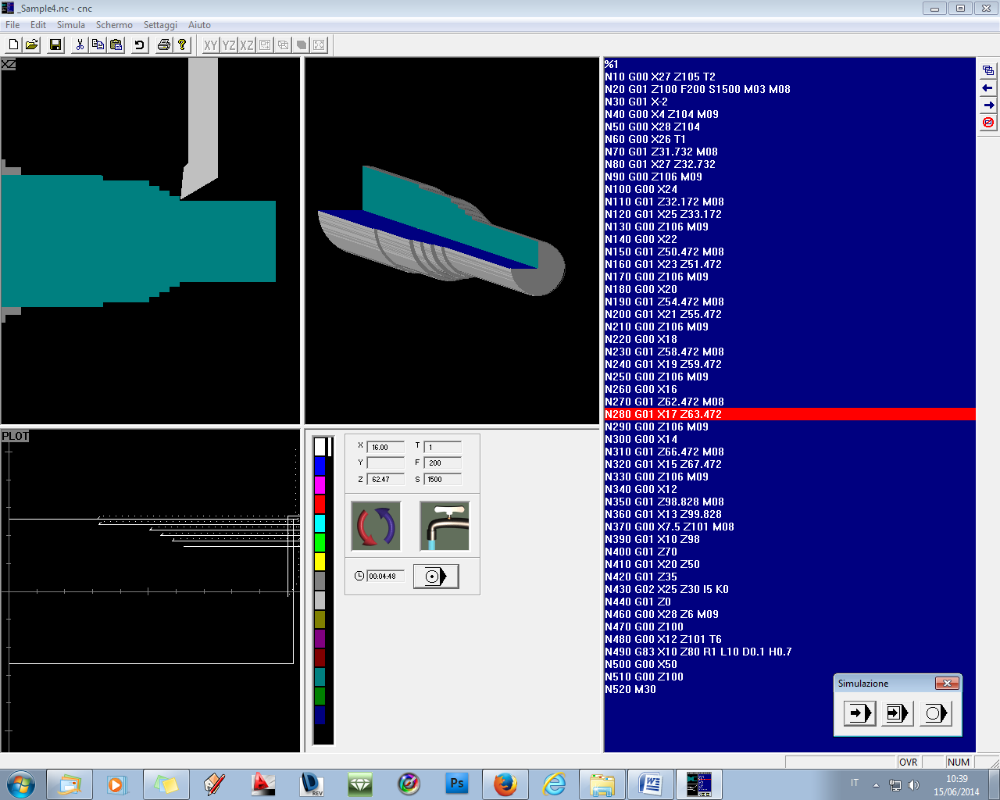 _Sample4.nc - cnc
File Edit Simula Schermo Settaggi Aiuto
XY YZ XZ
XZ
%1
N10 G00 X27 Z105 T2
N20 G01 Z100 F200 S1500 M03 M08
N30 G01 X-2
N40 G00 X4 Z104 M09
N50 G00 X28 Z104
N60 G00 X26 T1
N70 G01 Z31.732 M08
N80 G01 X27 Z32.732
N90 G00 Z106 M09
N100 G00 X24
N110 G01 Z32.172 M08
N120 G01 X25 Z33.172
N130 G00 Z106 M09
N140 G00 X22
N150 G01 Z50.472 M08
N160 G01 X23 Z51.472
N170 G00 Z106 M09
N180 G00 X20
N190 G01 Z54.472 M08
N200 G01 X21 Z55.472
N210 G00 Z106 M09
N220 G00 X18
N230 G01 Z58.472 M08
N240 G01 X19 Z59.472
N250 G00 Z106 M09
N260 G00 X16
N270 G01 Z62.472 M08
N280 G01 X17 Z63.472
N290 G00 Z106 M09
N300 G00 X14
N310 G01 Z66.472 M08
N320 G01 X15 Z67.472
N330 G00 Z106 M09
N340 G00 X12
N350 G01 Z98.828 M08
N360 G01 X13 Z99.828
N370 G00 X7.5 Z101 M08
N390 G01 X10 Z98
N400 G01 Z70
N410 G01 X20 Z50
N420 G01 Z35
N430 G02 X25 Z30 I5 K0
N440 G01 Z0
N460 G00 X28 Z6 M09
N470 G00 Z100
N480 G00 X12 Z101 T6
N490 G83 X10 Z80 R1 L10 D0.1 H0.7
N500 G00 X50
N510 G00 Z100
N520 M30
PLOT
X 16.00 T 1
Y F 200
Z 62.47 S 1500
00:04:48
Simulazione
OVR NUM
REV
Ps
W
IT
10:39
15/06/2014